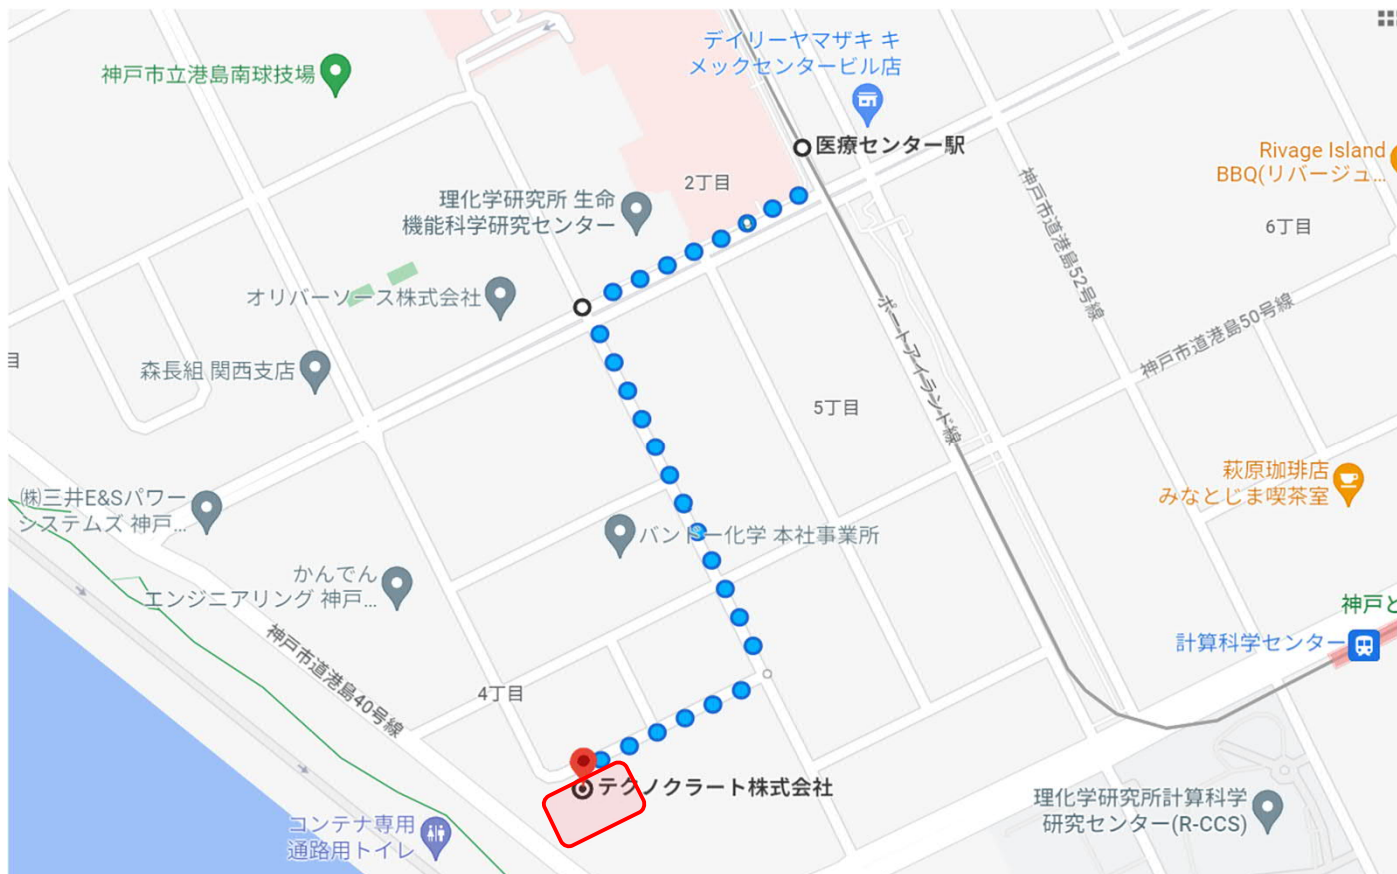 デイリーヤマザキ キ
メックセンタービル店
神戸市立港島南球技場
医療センター駅
Rivage Island
BBQ(リバージュ...
2丁目
理化学研究所 生命
機能科学研究センター
神戸市道港島52号線
6丁目
オリバーソース株式会社
ポートアイランド線
神戸市道港島50号線
目
森長組 関西支店
5丁目
萩原珈琲店
みなとじま喫茶室
㈱三井E&Sパワー
システムズ 神戸...
バンドー化学 本社事業所
かんでん
エンジニアリング 神戸...
神戸と
計算科学センター
神戸市道港島40号線
4丁目
テクノクラート株式会社
理化学研究所計算科学
研究センター(R-CCS)
コンテナ専用
通路用トイレ